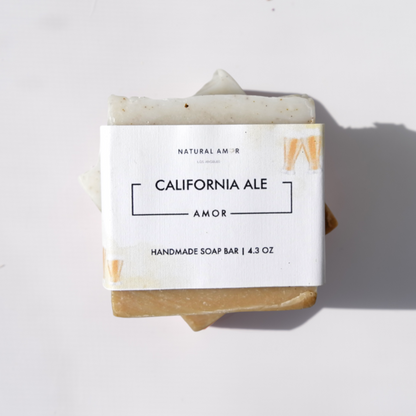 NATURAL AMOR
CALIFORNIA ALE
AMOR
HANDMADE SOAP BAR | 4.3 OZ